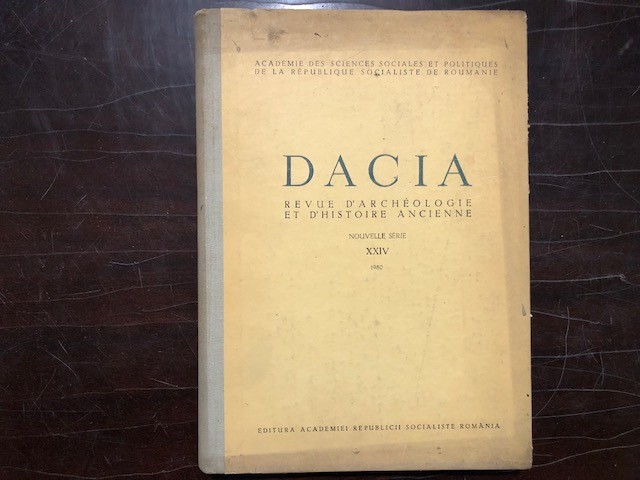 ACADEMIE DES SCIENCES SOCIALES ET POLITIQUES
DE LA RÉPUBLIQUE SOCIALISTE DE ROUMANIE
DACIA
REVUE D'ARCHÉOLOGIE
ET D'HISTOIRE ANCIENNE
NOUVELLE SÉRIE
XXIV
1980
EDITURA ACADEMIEI REPUBLICII SOCIALISTE ROMÂNIA